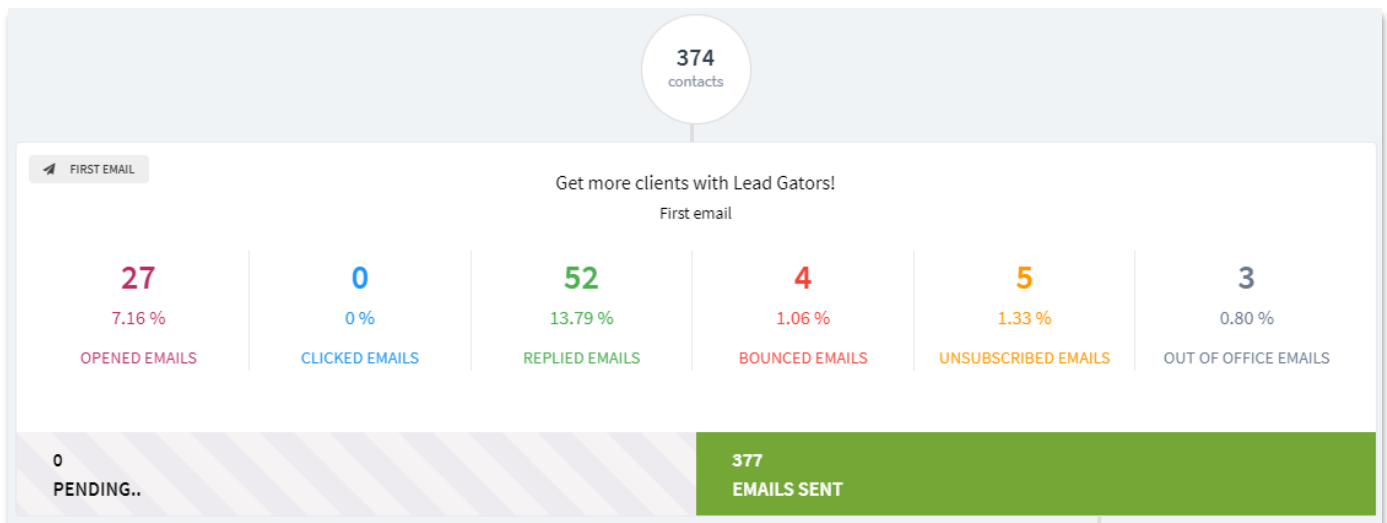 374
contacts
FIRST EMAIL
Get more clients with Lead Gators!
First email
27
7.16 %
OPENED EMAILS
0
0 %
CLICKED EMAILS
52
13.79 %
REPLIED EMAILS
4
1.06 %
BOUNCED EMAILS
5
1.33 %
UNSUBSCRIBED EMAILS
3
0.80 %
OUT OF OFFICE EMAILS
0
PENDING..
377
EMAILS SENT